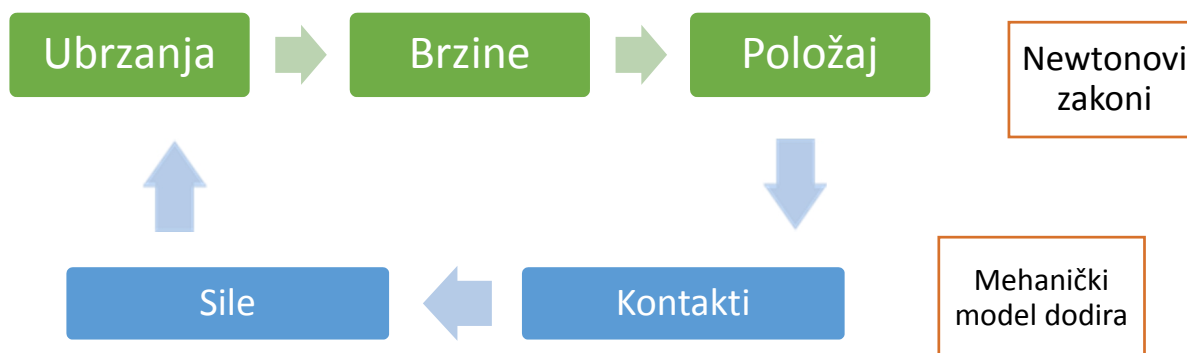 Ubrzanja
Brzine
Položaj
Newtonovi
zakoni
Sile
Kontakti
Mehanički
model dodira